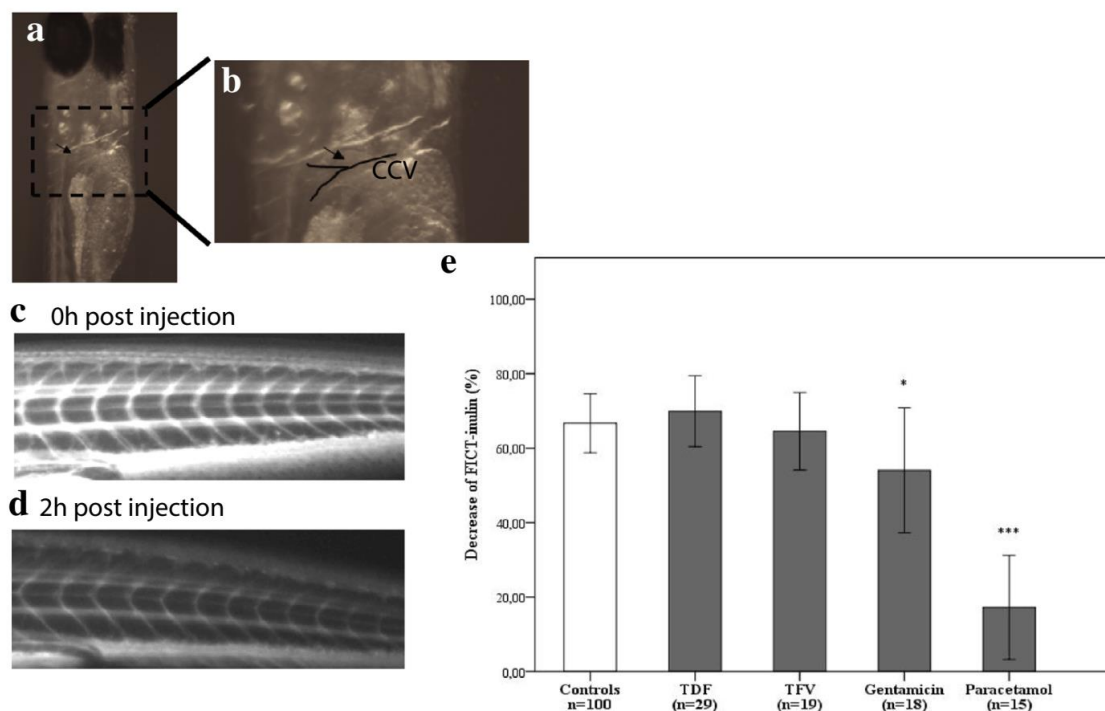 a
b
CCV
c 0h post injection
d 2h post injection
e
Decrease of FICT-inulin (%)
100,00
80,00
60,00
40,00
20,00
0,00
*
***
Controls TDF TFV Gentamicin Paracetamol
n=100 (n=29) (n=19) (n=18) (n=15)